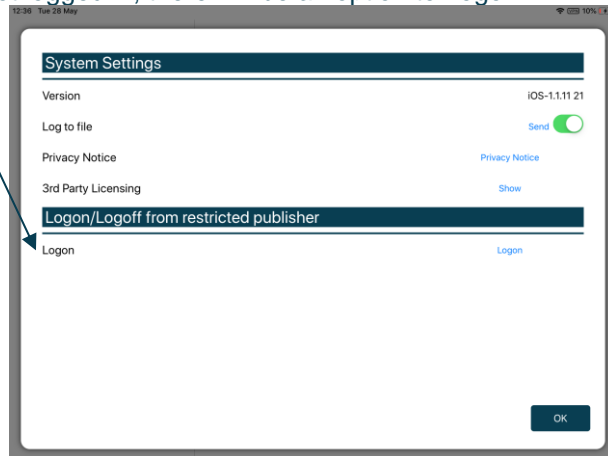 12:36 Tue 28 May 10%
System Settings
Version iOS-1.1.11 21
Log to file Send
Privacy Notice Privacy Notice
3rd Party Licensing Show
Logon/Logoff from restricted publisher
Logon Logon
OK